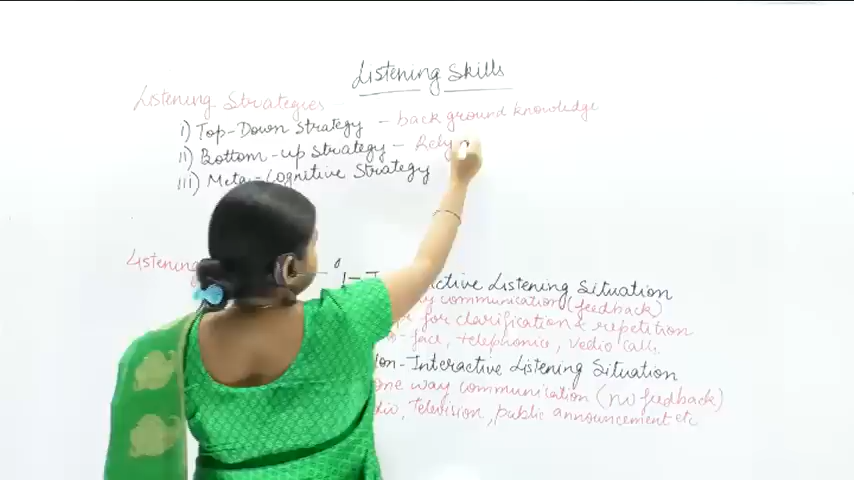 Listening Skills
Listening Strategies
i) Top-Down Strategy - back ground knowledge
ii) Bottom-up Strategy - Rely
iii) Meta-Cognitive Strategy
Listening Listening Situation
communication (feedback)
for clarification & repetition
face, telephonic, vedio call,
Interactive Listening Situation
one way communication (no feedback)
Television, public announcement etc